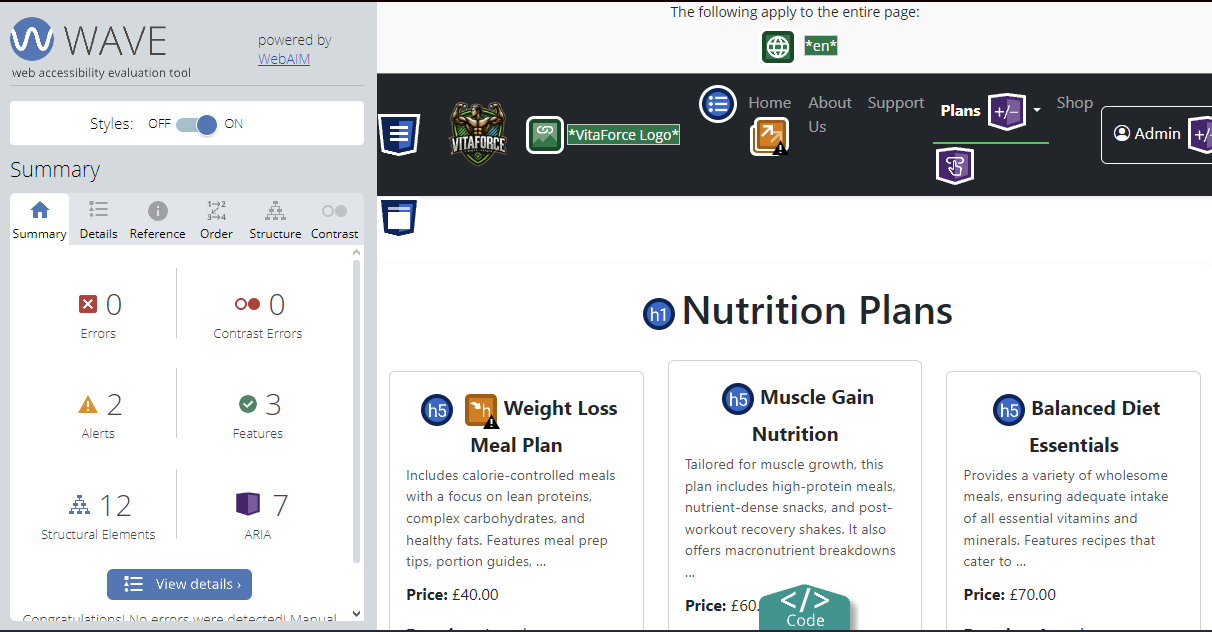 WAVE
powered by
WebAIM
web accessibility evaluation tool
Styles: OFF ON
Summary
Summary Details Reference Order Structure Contrast
0 0
Errors Contrast Errors
2 3
Alerts Features
12 7
Structural Elements ARIA
View details ›
Congratulations! No errors were detected! Manual
The following apply to the entire page:
*en*
VITAFORCE
*VitaForce Logo*
Home About Us Support Plans +/- Shop
Admin +/-
h1 Nutrition Plans
h5 h Weight Loss
Meal Plan
Includes calorie-controlled meals
with a focus on lean proteins,
complex carbohydrates, and
healthy fats. Features meal prep
tips, portion guides, ...
Price: £40.00
h5 Muscle Gain
Nutrition
Tailored for muscle growth, this
plan includes high-protein meals,
nutrient-dense snacks, and post-
workout recovery shakes. It also
offers macronutrient breakdowns
...
Price: £60.
</> Code
h5 Balanced Diet
Essentials
Provides a variety of wholesome
meals, ensuring adequate intake
of all essential vitamins and
minerals. Features recipes that
cater to ...
Price: £70.00